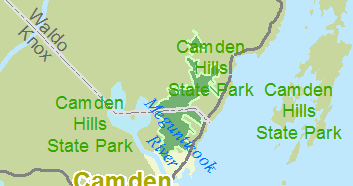 Waldo
Knox
Camden
Hills
State Park
Camden
Hills
State Park
Camden
Hills
State Park
Megunticook
River
Camden